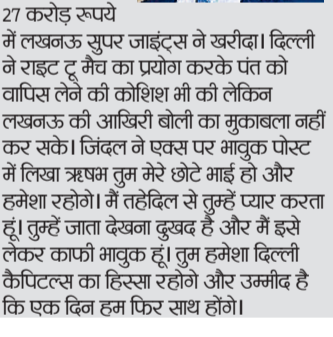 27 करोड़ रूपये
में लखनऊ सुपर जाइंट्स ने खरीदा। दिल्ली
ने राइट टू मैच का प्रयोग करके पंत को
वापिस लेने की कोशिश भी की लेकिन
लखनऊ की आखिरी बोली का मुकाबला नहीं
कर सके। जिंदल ने एक्स पर भावुक पोस्ट
में लिखा ऋषभ तुम मेरे छोटे भाई हो और
हमेशा रहोगे। मैं तहेदिल से तुम्हें प्यार करता
हूं। तुम्हें जाता देखना दुखद है और मैं इसे
लेकर काफी भावुक हूं। तुम हमेशा दिल्ली
कैपिटल्स का हिस्सा रहोगे और उम्मीद है
कि एक दिन हम फिर साथ होंगे।